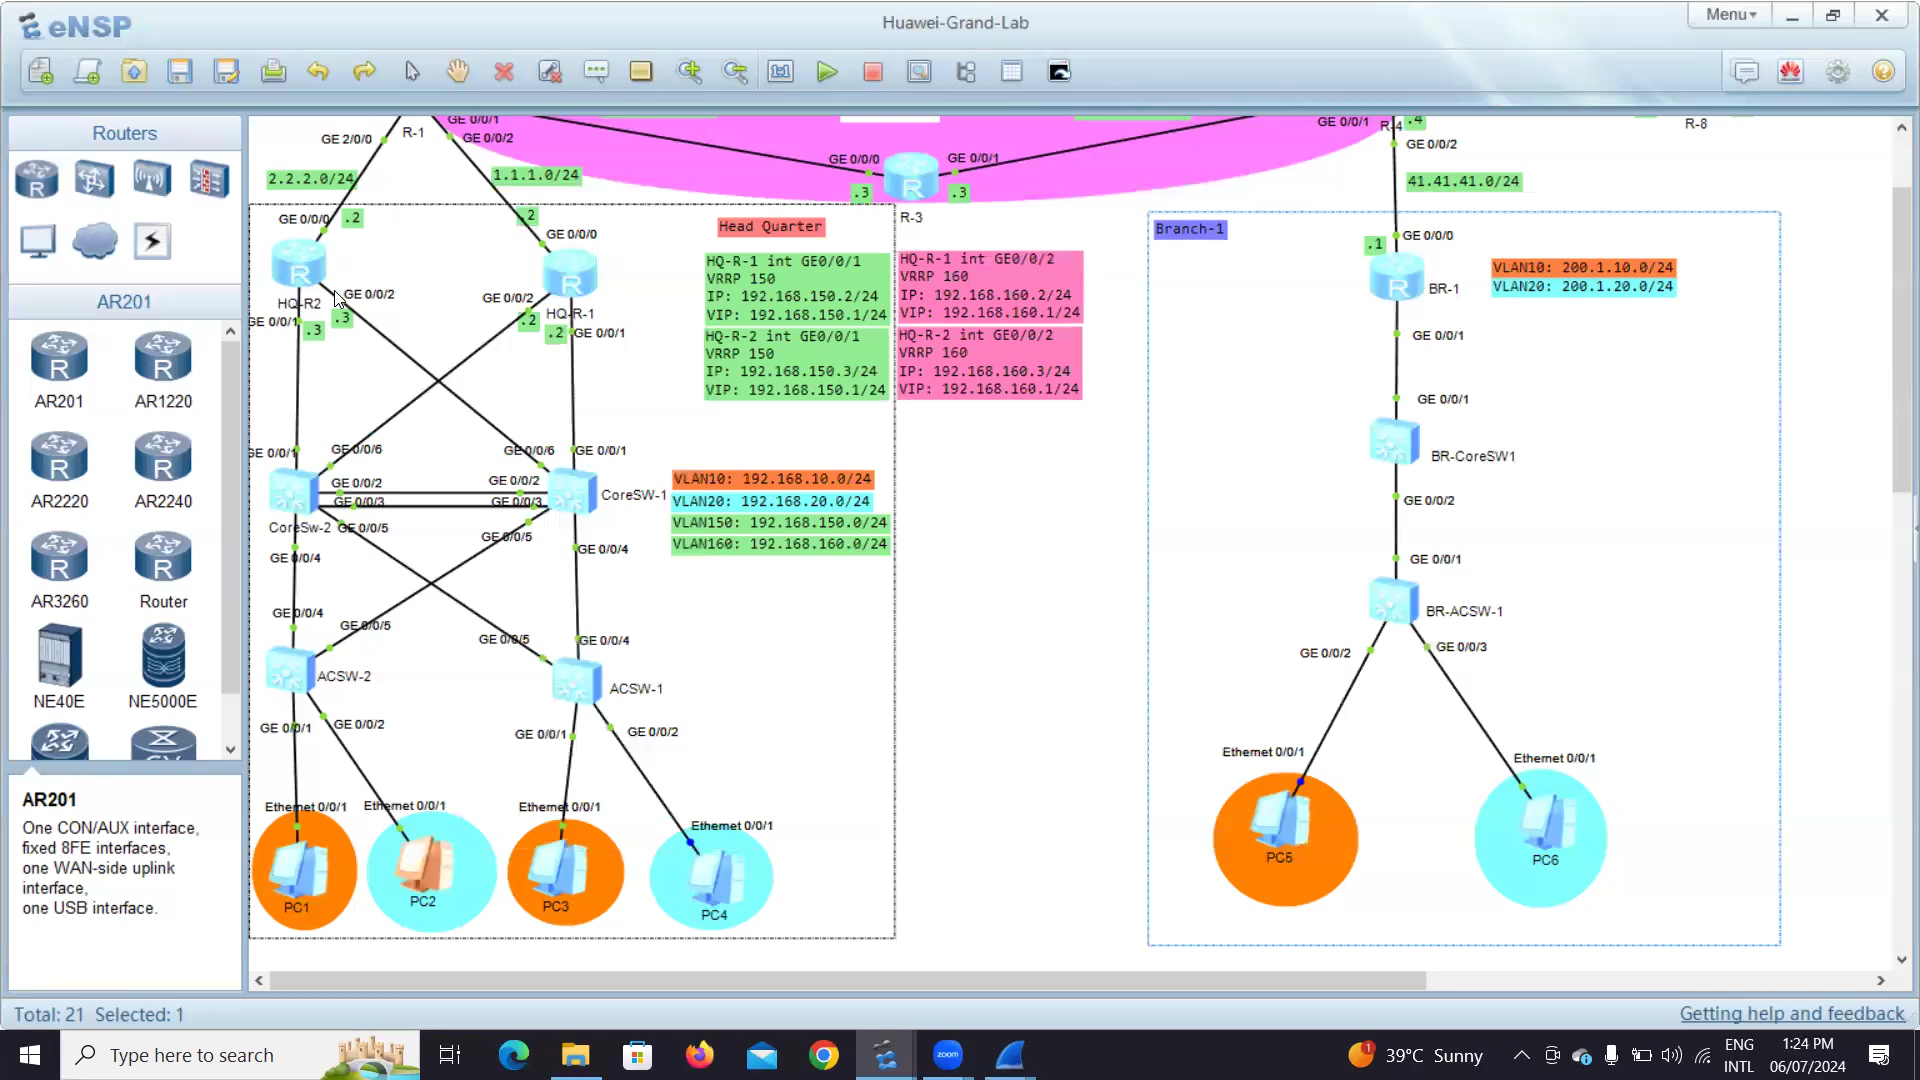 eNSP
Huawei-Grand-Lab
Menu
Routers
AR201
AR201
AR1220
AR2220
AR2240
AR3260
Router
NE40E
NE5000E
AR201
One CON/AUX interface,
fixed 8FE interfaces,
one WAN-side uplink
interface,
one USB interface.
GE 2/0/0
R-1
GE 0/0/1
GE 0/0/2
2.2.2.0/24
1.1.1.0/24
GE 0/0/0
.2
.2
GE 0/0/0
GE 0/0/0
GE 0/0/1
.3
.3
R-3
GE 0/0/1
R-4
.4
GE 0/0/2
R-8
41.41.41.0/24
Head Quarter
HQ-R2
GE 0/0/2
GE 0/0/1
.3
.3
GE 0/0/2
HQ-R-1
.2
.2
GE 0/0/1
HQ-R-1 int GE0/0/1
VRRP 150
IP: 192.168.150.2/24
VIP: 192.168.150.1/24
HQ-R-2 int GE0/0/1
VRRP 150
IP: 192.168.150.3/24
VIP: 192.168.150.1/24
HQ-R-1 int GE0/0/2
VRRP 160
IP: 192.168.160.2/24
VIP: 192.168.160.1/24
HQ-R-2 int GE0/0/2
VRRP 160
IP: 192.168.160.3/24
VIP: 192.168.160.1/24
GE 0/0/1
GE 0/0/6
GE 0/0/6
GE 0/0/1
GE 0/0/2
GE 0/0/2
GE 0/0/3
GE 0/0/3
CoreSW-1
CoreSw-2
GE 0/0/5
GE 0/0/5
GE 0/0/4
GE 0/0/4
VLAN10: 192.168.10.0/24
VLAN20: 192.168.20.0/24
VLAN150: 192.168.150.0/24
VLAN160: 192.168.160.0/24
GE 0/0/4
GE 0/0/5
GE 0/0/5
GE 0/0/4
ACSW-2
ACSW-1
GE 0/0/1
GE 0/0/2
GE 0/0/1
GE 0/0/2
Ethernet 0/0/1
Ethernet 0/0/1
Ethernet 0/0/1
Ethernet 0/0/1
PC1
PC2
PC3
PC4
Branch-1
.1
GE 0/0/0
BR-1
VLAN10: 200.1.10.0/24
VLAN20: 200.1.20.0/24
GE 0/0/1
GE 0/0/1
BR-CoreSW1
GE 0/0/2
GE 0/0/1
BR-ACSW-1
GE 0/0/2
GE 0/0/3
Ethernet 0/0/1
Ethernet 0/0/1
PC5
PC6
Total: 21 Selected: 1
Getting help and feedback
Type here to search
zoom
1
39°C Sunny
ENG
INTL
1:24 PM
06/07/2024